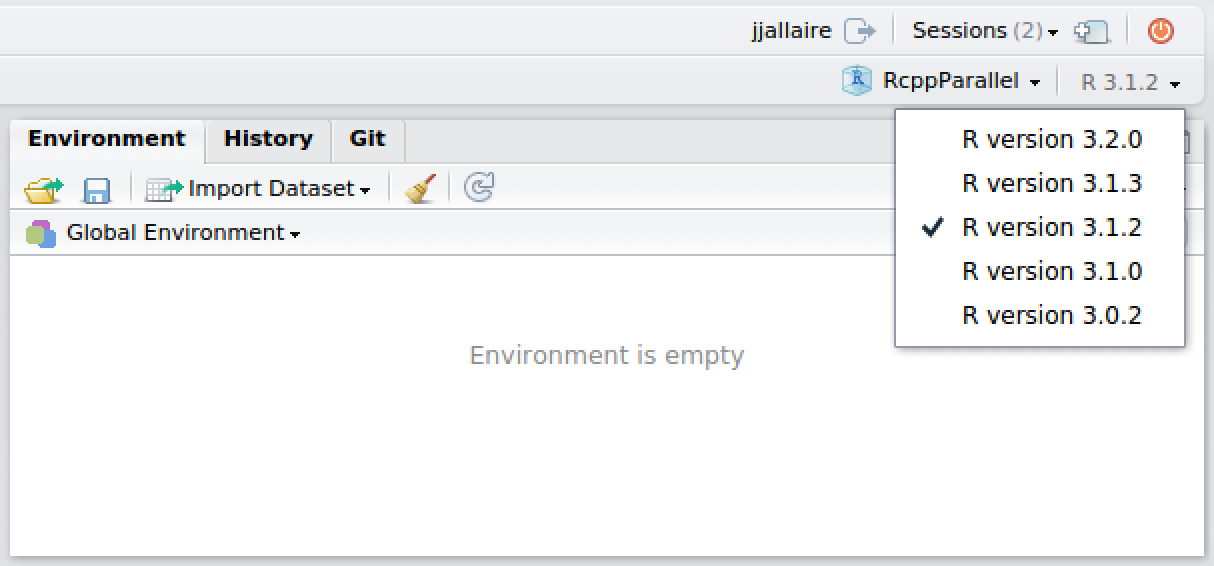 jjallaire Sessions (2)
RcppParallel R 3.1.2
Environment History Git
Import Dataset
Global Environment
Environment is empty
R version 3.2.0
R version 3.1.3
R version 3.1.2
R version 3.1.0
R version 3.0.2